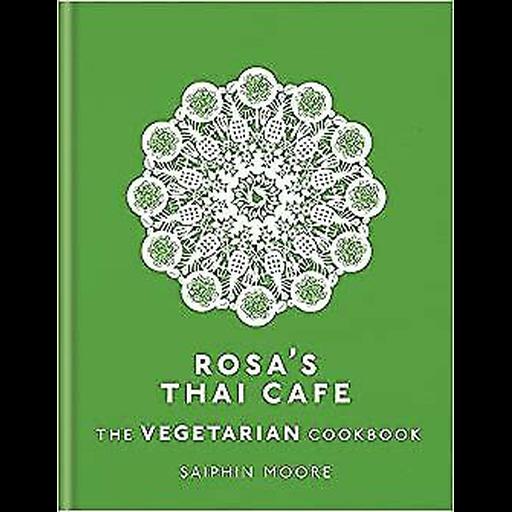 ROSA'S
THAI CAFE
THE VEGETARIAN COOKBOOK
SAIPHIN MOORE